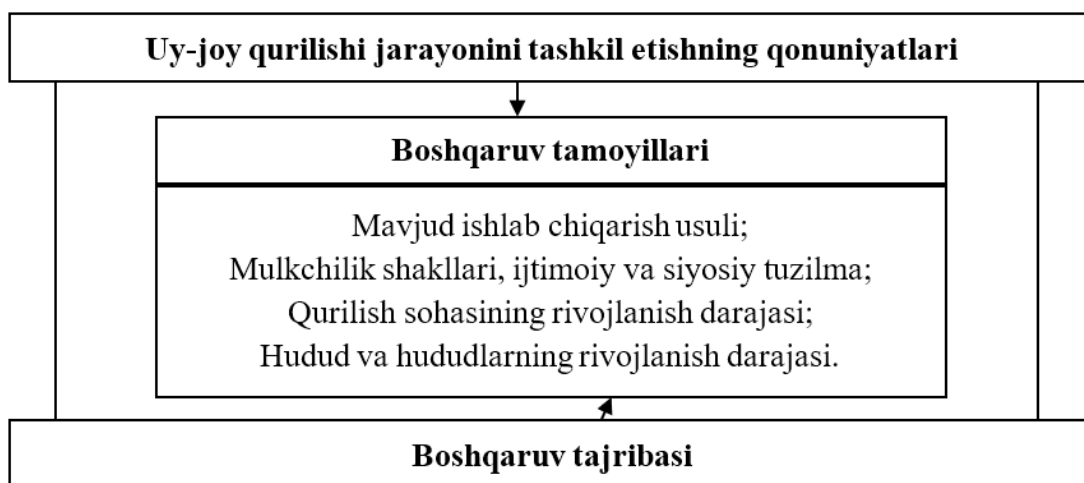 Uy-joy qurilishi jarayonini tashkil etishning qonuniyatlari
Boshqaruv tamoyillari
Mavjud ishlab chiqarish usuli;
Mulkchilik shakllari, ijtimoiy va siyosiy tuzilma;
Qurilish sohasining rivojlanish darajasi;
Hudud va hududlarning rivojlanish darajasi.
Boshqaruv tajribasi